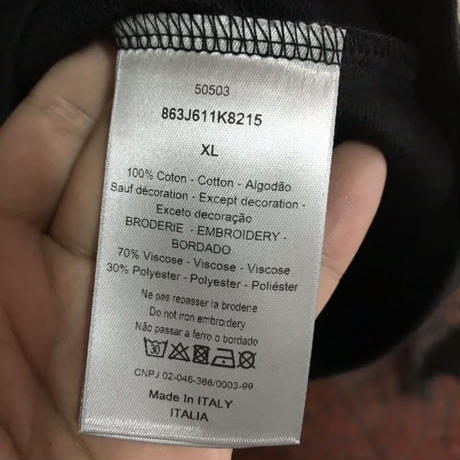 50503
863J611K8215
XL
100% Coton - Cotton - Algodão
Sauf décoration - Except decoration -
Exceto decoração
BRODERIE - EMBROIDERY -
BORDADO
70% Viscose - Viscose - Viscose
30% Polyester - Polyester - Poliéster
Ne pas repasser la broderie
Do not iron embroidery
Não passar a ferro o bordado
30
CNPJ 02-046-366/0003-99
Made In ITALY
ITALIA